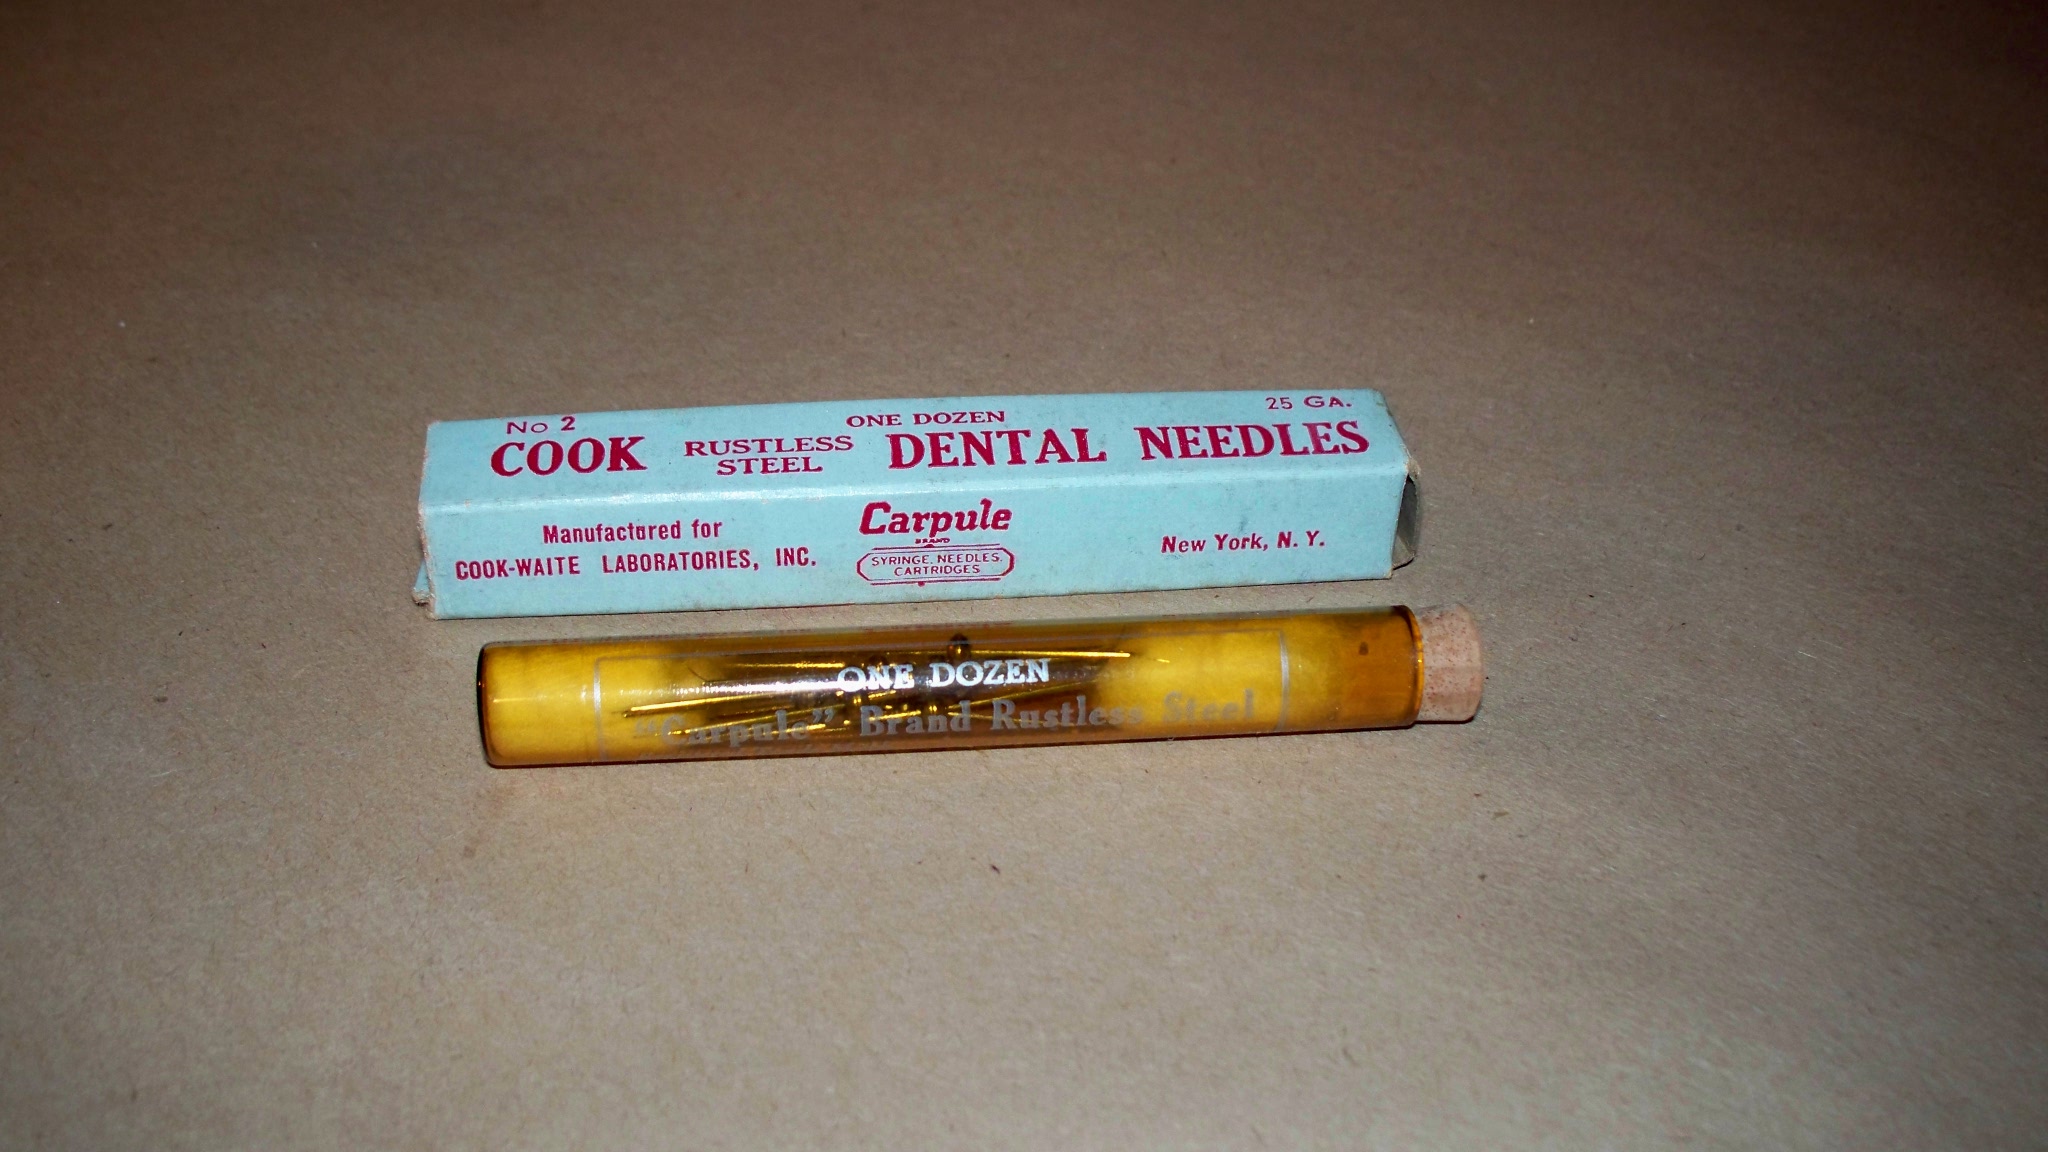 No 2
ONE DOZEN
25 GA.
COOK RUSTLESS STEEL DENTAL NEEDLES
Manufactured for
COOK-WAITE LABORATORIES, INC.
Carpule
BRAND
SYRINGE, NEEDLES,
CARTRIDGES
New York, N. Y.
ONE DOZEN
"Carpule" Brand Rustless Steel